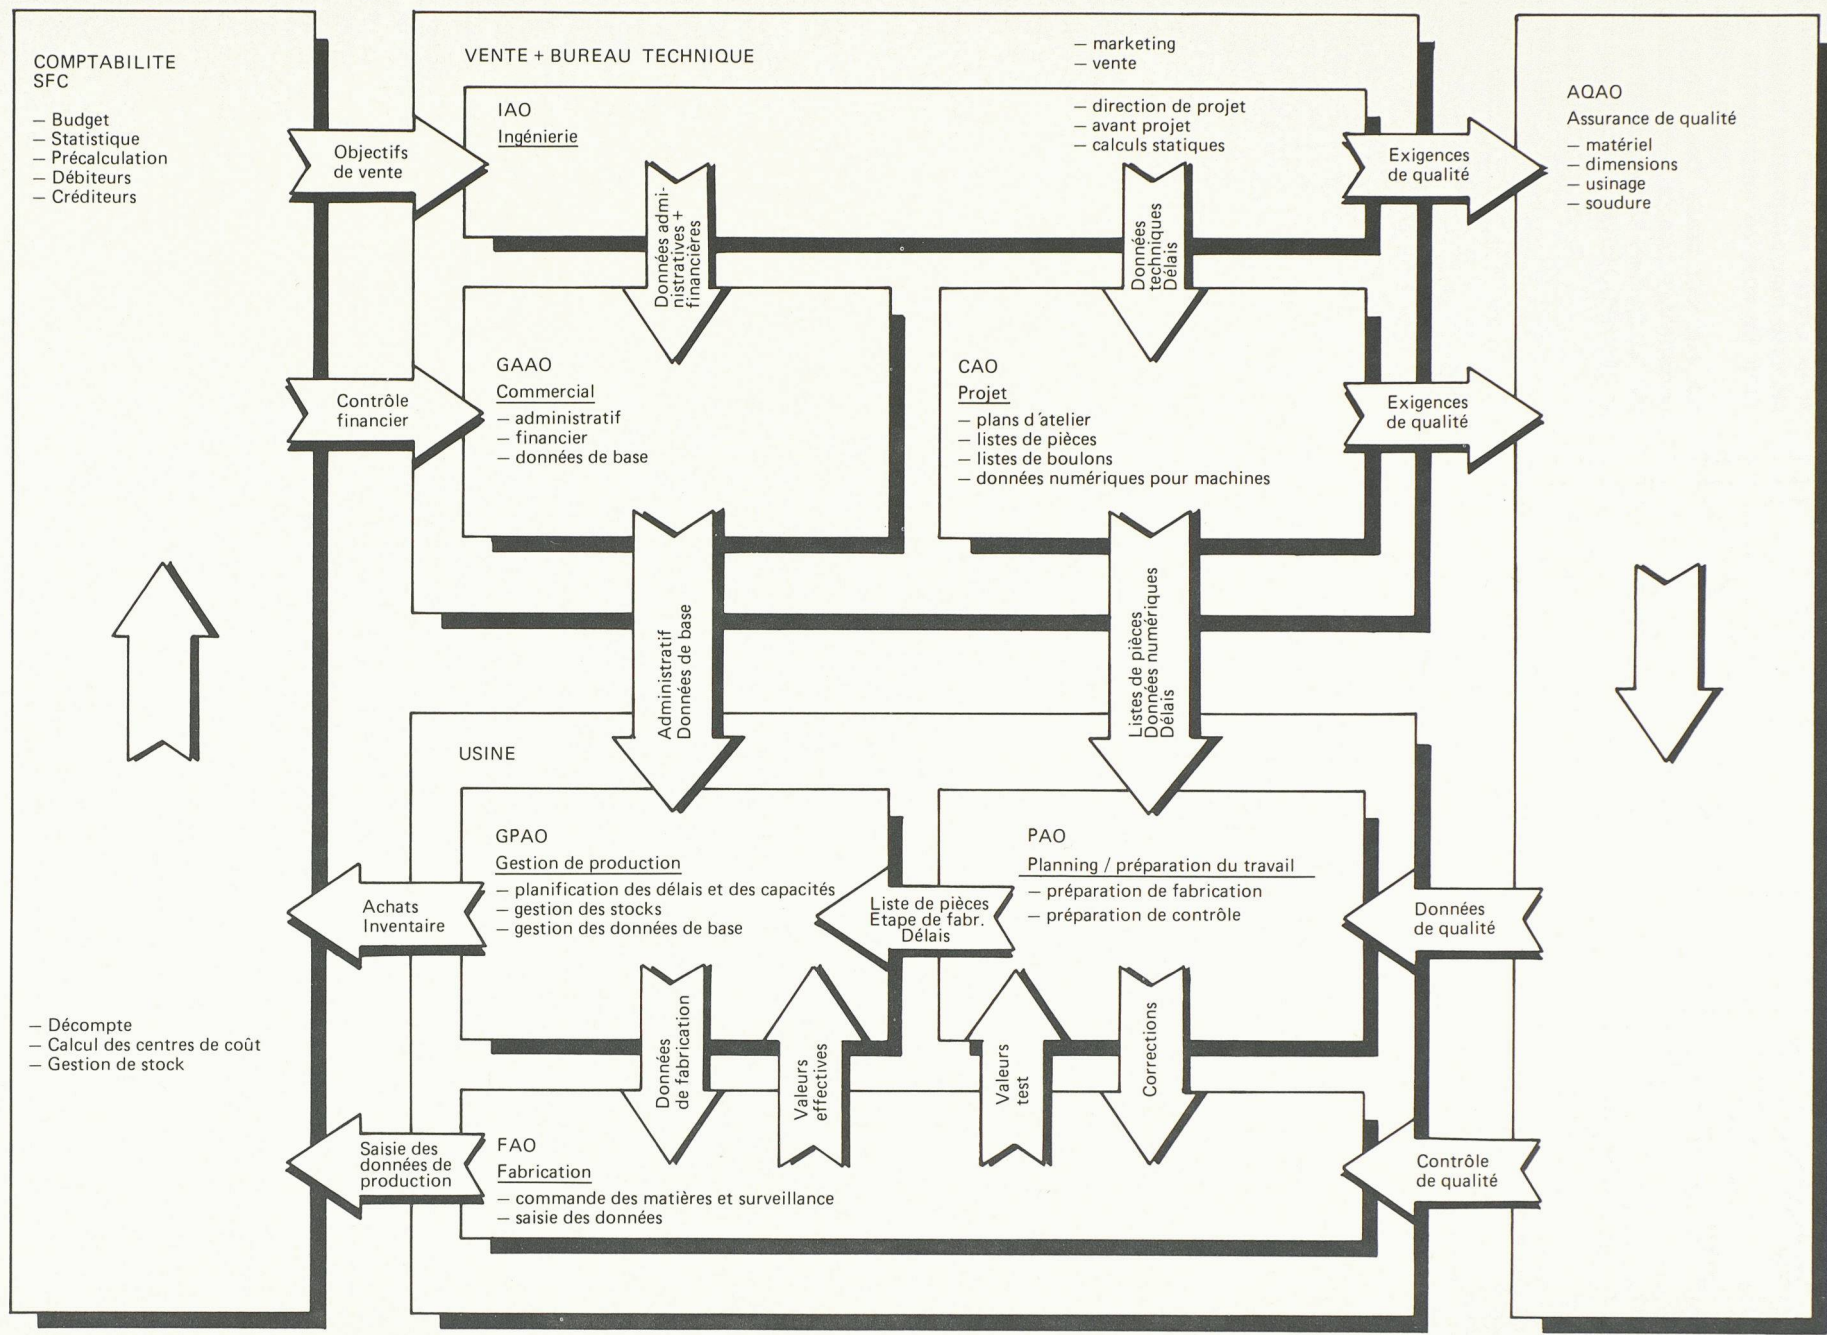 COMPTABILITE
SFC
— Budget
— Statistique
— Précalculation
— Débiteurs
— Créditeurs
Objectifs
de vente
Contrôle
financier
VENTE + BUREAU TECHNIQUE
— marketing
— vente
IAO
Ingénierie
— direction de projet
— avant projet
— calculs statiques
Données admi-
nistratives +
financières
Données
techniques
Délais
Exigences
de qualité
AQAO
Assurance de qualité
— matériel
— dimensions
— usinage
— soudure
GAAO
Commercial
— administratif
— financier
— données de base
CAO
Projet
— plans d'atelier
— listes de pièces
— listes de boulons
— données numériques pour machines
Exigences
de qualité
Administratif
Données de base
Listes de pièces
Données numériques
Délais
USINE
GPAO
Gestion de production
— planification des délais et des capacités
— gestion des stocks
— gestion des données de base
Liste de pièces
Etape de fabr.
Délais
PAO
Planning / préparation du travail
— préparation de fabrication
— préparation de contrôle
Achats
Inventaire
Données
de qualité
— Décompte
— Calcul des centres de coût
— Gestion de stock
Données
de fabrication
Valeurs
effectives
Valeurs
test
Corrections
Saisie des
données de
production
FAO
Fabrication
— commande des matières et surveillance
— saisie des données
Contrôle
de qualité